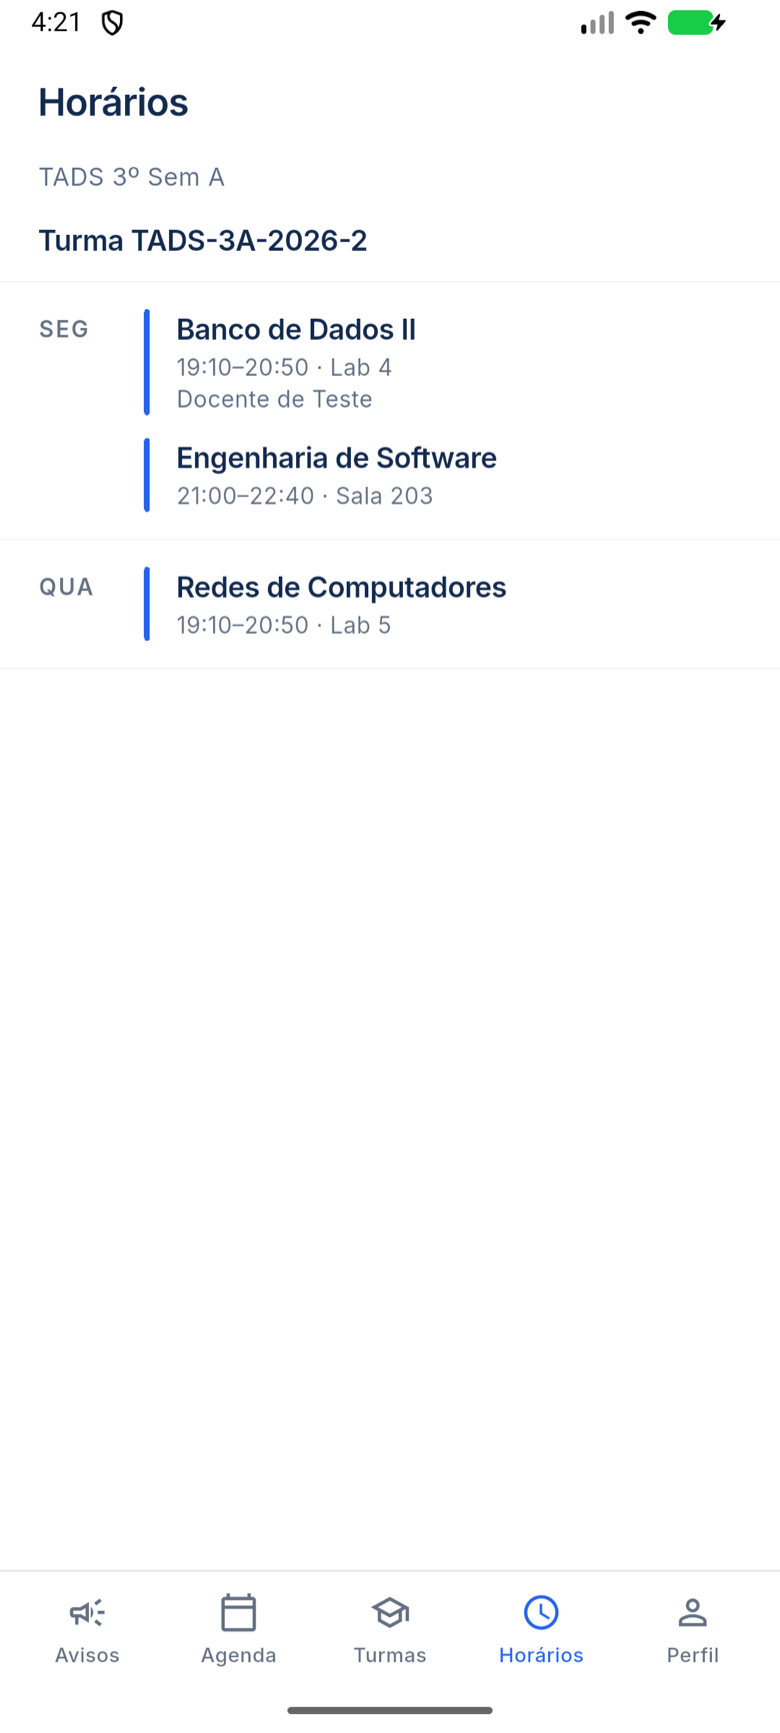 4:21
Horários
TADS 3º Sem A
Turma TADS-3A-2026-2
SEG
Banco de Dados II
19:10–20:50 · Lab 4
Docente de Teste
Engenharia de Software
21:00–22:40 · Sala 203
QUA
Redes de Computadores
19:10–20:50 · Lab 5
Avisos
Agenda
Turmas
Horários
Perfil